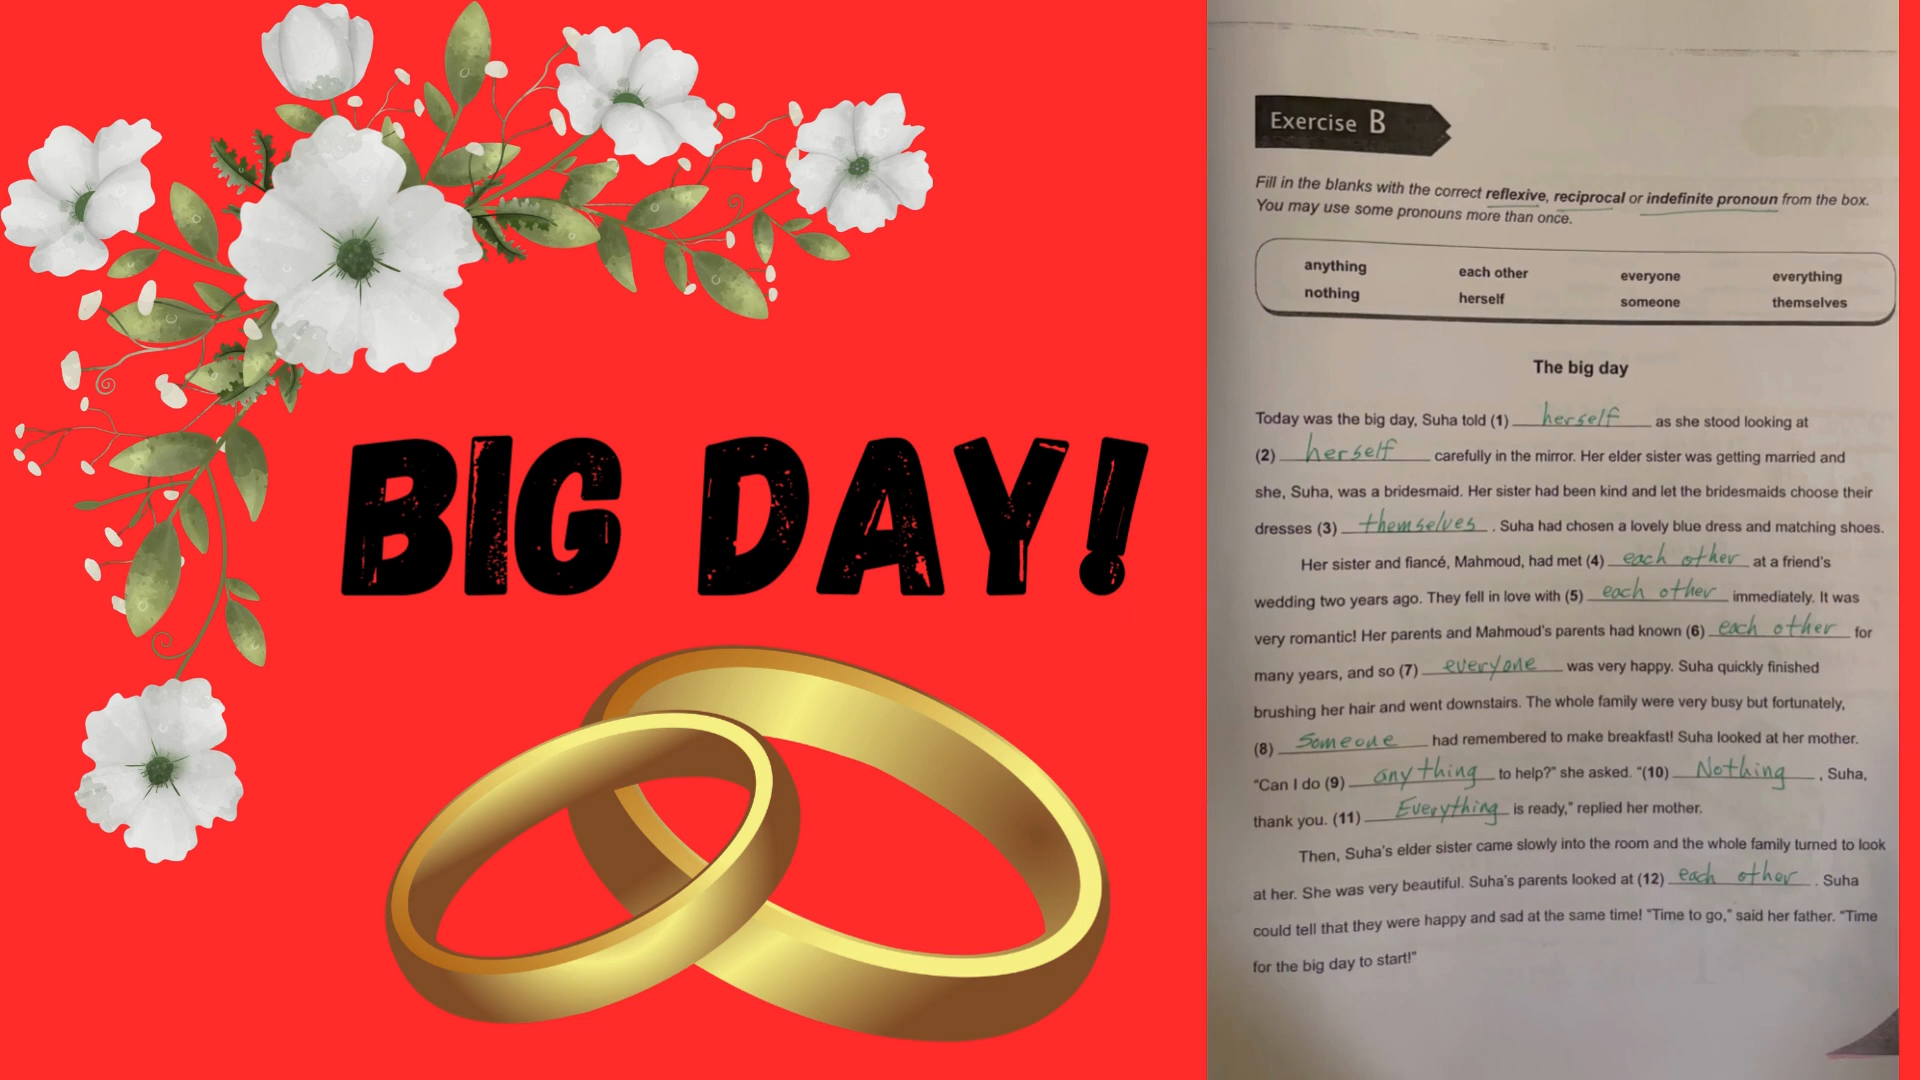 BIG DAY!
Exercise B
Fill in the blanks with the correct reflexive, reciprocal or indefinite pronoun from the box.
You may use some pronouns more than once.
anything each other everyone everything
nothing herself someone themselves
The big day
Today was the big day, Suha told (1) herself as she stood looking at
(2) herself carefully in the mirror. Her elder sister was getting married and
she, Suha, was a bridesmaid. Her sister had been kind and let the bridesmaids choose their
dresses (3) themselves . Suha had chosen a lovely blue dress and matching shoes.
Her sister and fiancé, Mahmoud, had met (4) each other at a friend's
wedding two years ago. They fell in love with (5) each other immediately. It was
very romantic! Her parents and Mahmoud's parents had known (6) each other for
many years, and so (7) everyone was very happy. Suha quickly finished
brushing her hair and went downstairs. The whole family were very busy but fortunately,
(8) Someone had remembered to make breakfast! Suha looked at her mother.
"Can I do (9) anything to help?" she asked. "(10) Nothing , Suha,
thank you. (11) Everything is ready," replied her mother.
Then, Suha's elder sister came slowly into the room and the whole family turned to look
at her. She was very beautiful. Suha's parents looked at (12) each other . Suha
could tell that they were happy and sad at the same time! "Time to go," said her father. "Time
for the big day to start!"